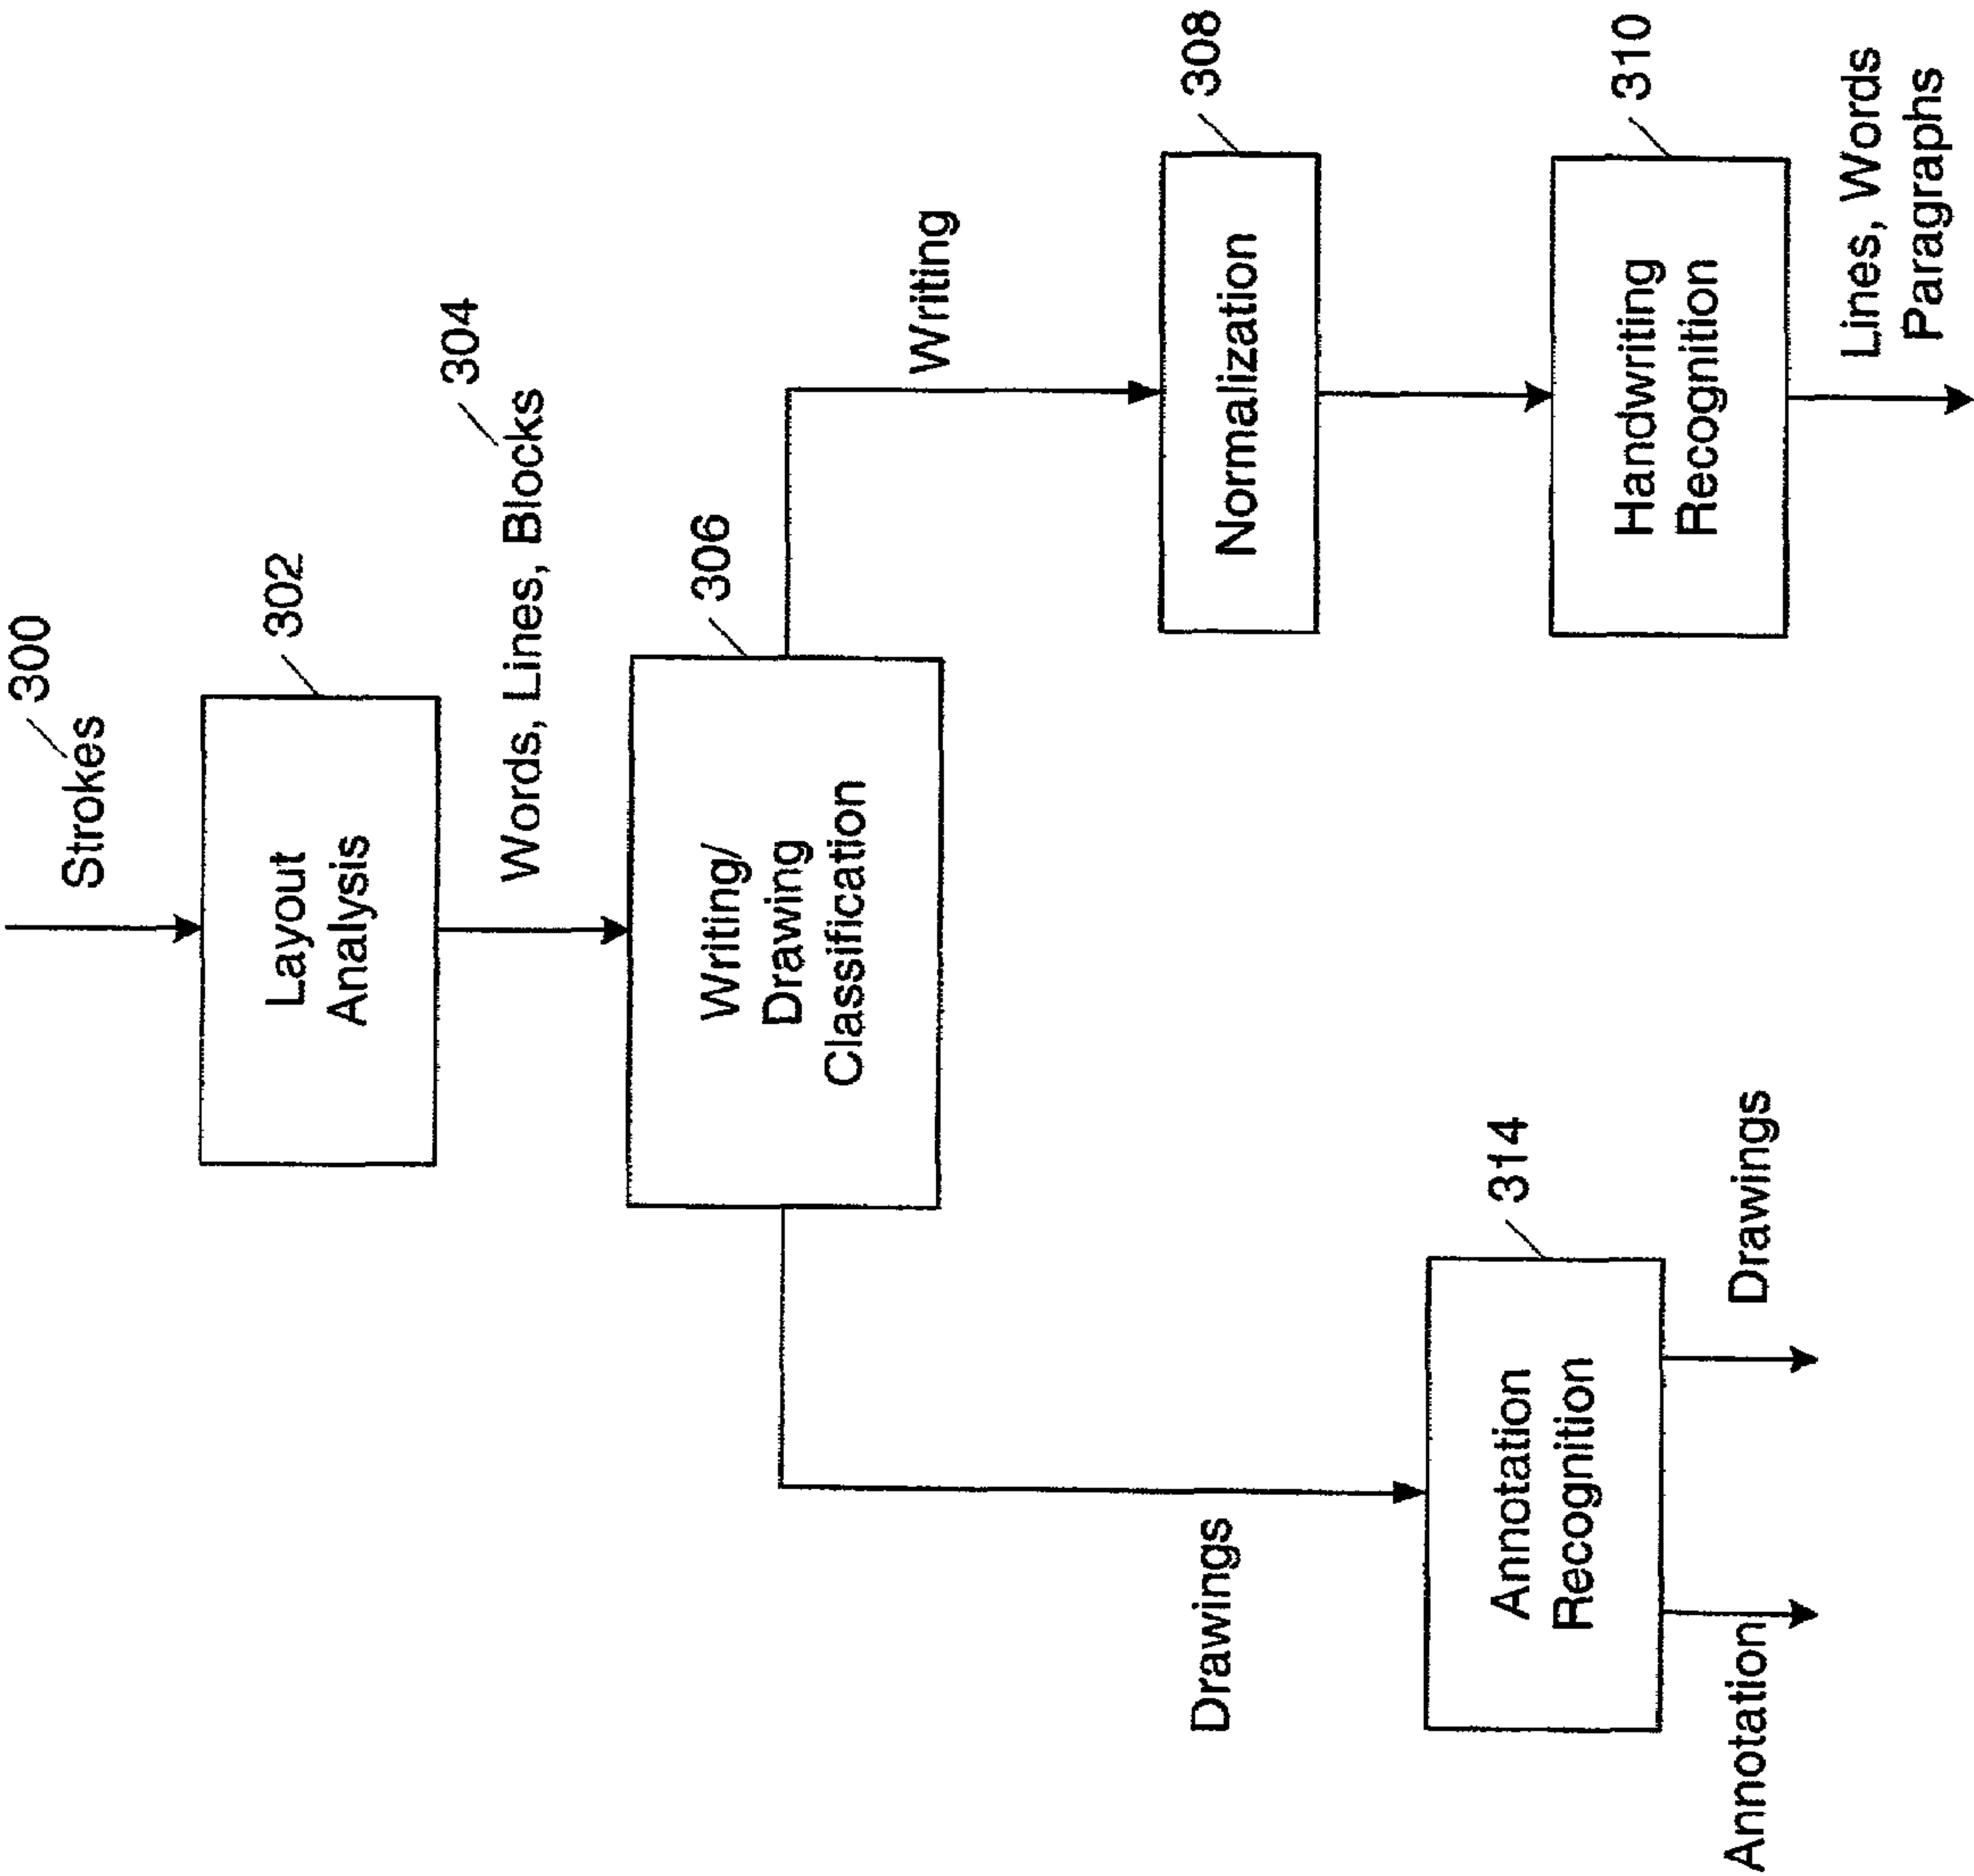 300
Strokes
302
Layout
Analysis
304
Words, Lines, Blocks
306
Writing/
Drawing
Classification
Writing
308
Normalization
310
Handwriting
Recognition
Lines, Words
Paragraphs
Drawings
314
Annotation
Recognition
Annotation
Drawings